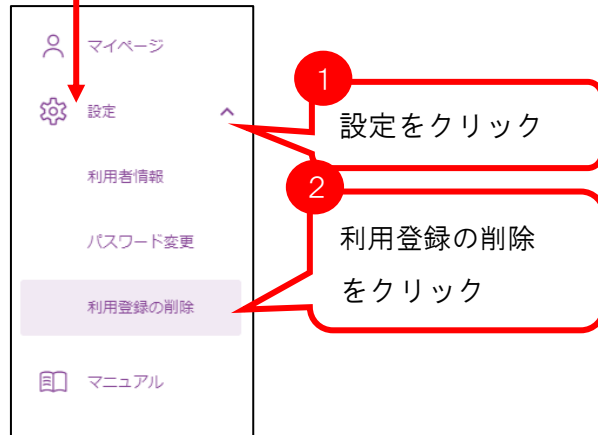 マイページ
設定
利用者情報
パスワード変更
利用登録の削除
マニュアル
1
設定をクリック
2
利用登録の削除
をクリック